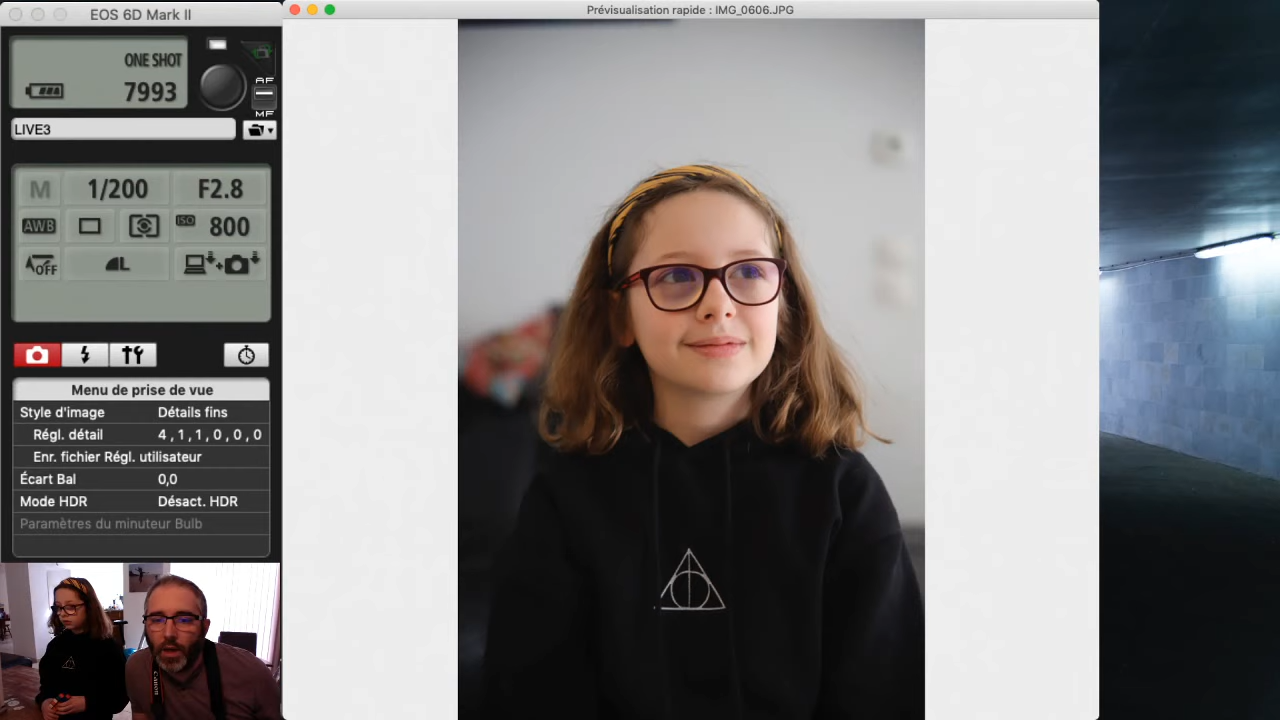 EOS 6D Mark II
Prévisualisation rapide : IMG_0606.JPG
ONE SHOT
7993
AF
MF
LIVE3
M 1/200 F2.8
AWB ISO 800
OFF L
Menu de prise de vue
Style d'image Détails fins
Régl. détail 4 , 1 , 1 , 0 , 0 , 0
Enr. fichier Régl. utilisateur
Écart Bal 0,0
Mode HDR Désact. HDR
Paramètres du minuteur Bulb
Canon